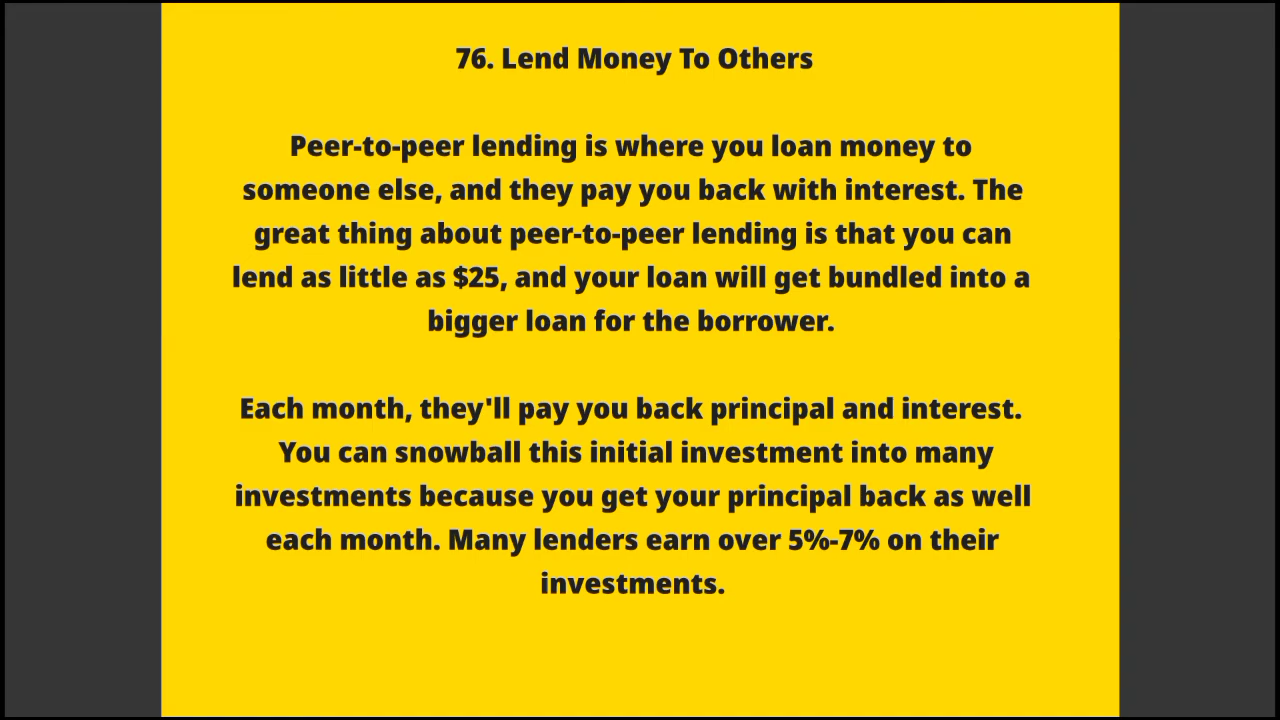 76. Lend Money To Others
Peer-to-peer lending is where you loan money to
someone else, and they pay you back with interest. The
great thing about peer-to-peer lending is that you can
lend as little as $25, and your loan will get bundled into a
bigger loan for the borrower.
Each month, they'll pay you back principal and interest.
You can snowball this initial investment into many
investments because you get your principal back as well
each month. Many lenders earn over 5%-7% on their
investments.